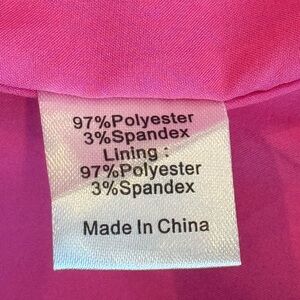 97%Polyester
3%Spandex
Lining :
97%Polyester
3%Spandex
Made In China